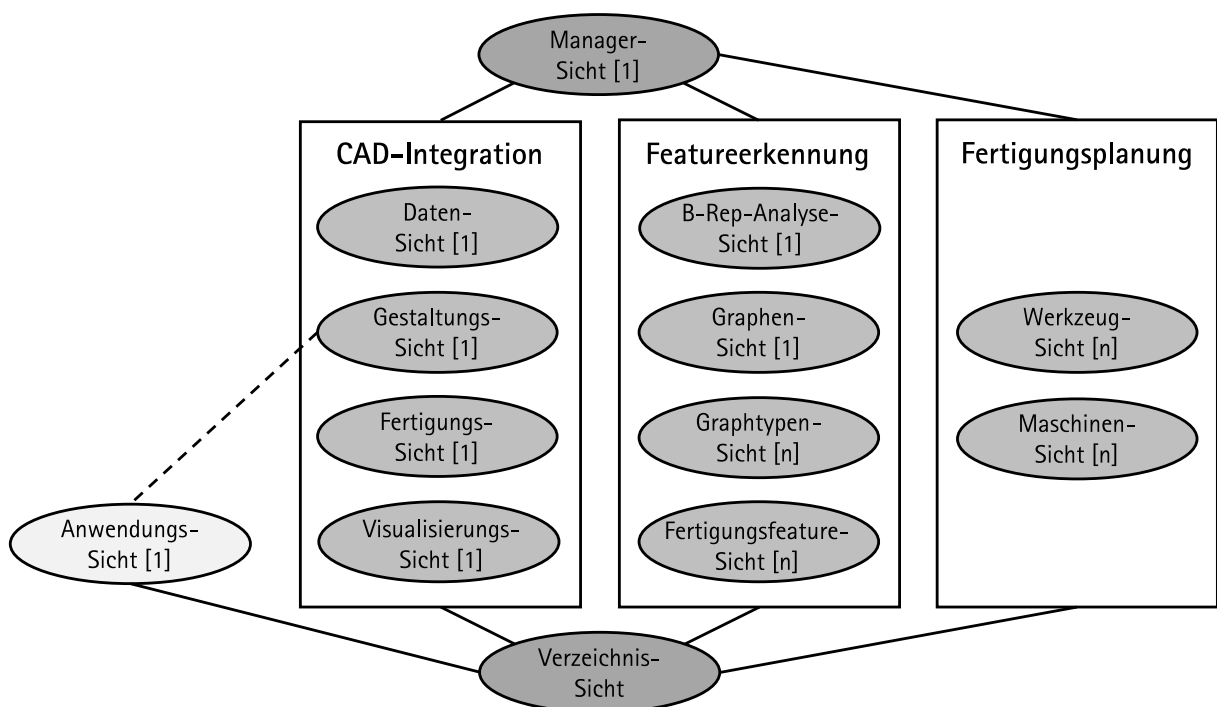 Manager-
Sicht [1]
CAD-Integration
Daten-
Sicht [1]
Gestaltungs-
Sicht [1]
Fertigungs-
Sicht [1]
Visualisierungs-
Sicht [1]
Featureerkennung
B-Rep-Analyse-
Sicht [1]
Graphen-
Sicht [1]
Graphtypen-
Sicht [n]
Fertigungsfeature-
Sicht [n]
Fertigungsplanung
Werkzeug-
Sicht [n]
Maschinen-
Sicht [n]
Anwendungs-
Sicht [1]
Verzeichnis-
Sicht